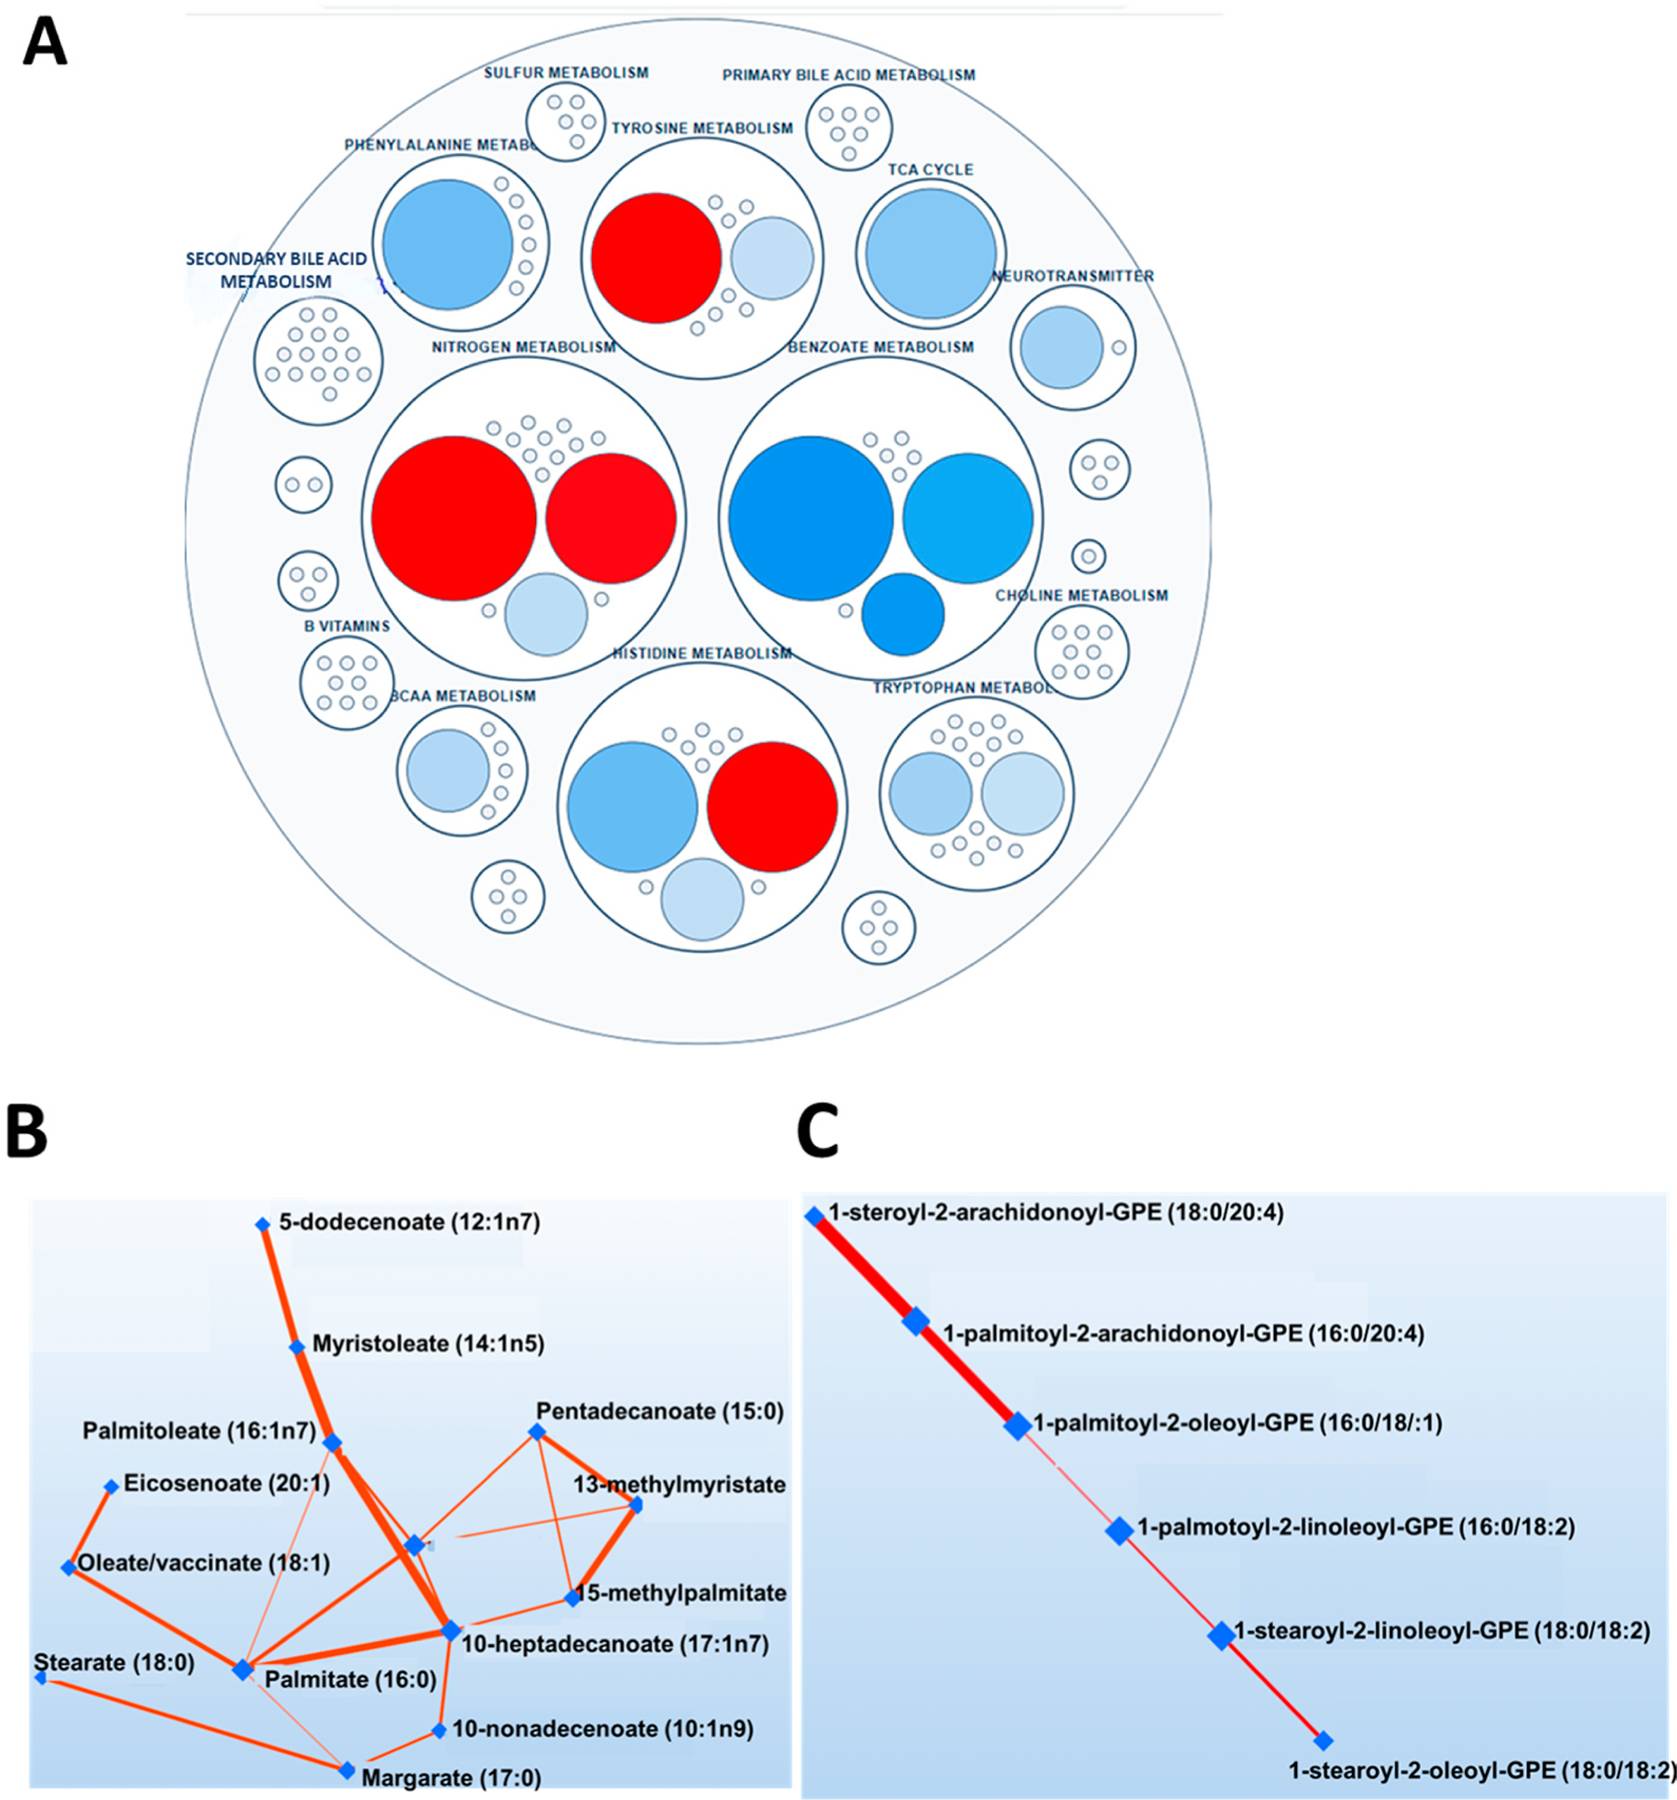 A
SULFUR METABOLISM
PRIMARY BILE ACID METABOLISM
TYROSINE METABOLISM
PHENYLALANINE METABO
TCA CYCLE
SECONDARY BILE ACID
METABOLISM
NEUROTRANSMITTER
NITROGEN METABOLISM
BENZOATE METABOLISM
CHOLINE METABOLISM
B VITAMINS
HISTIDINE METABOLISM
TRYPTOPHAN METABOL
BCAA METABOLISM
B
5-dodecenoate (12:1n7)
Myristoleate (14:1n5)
Pentadecanoate (15:0)
Palmitoleate (16:1n7)
Eicosenoate (20:1)
13-methylmyristate
Oleate/vaccinate (18:1)
15-methylpalmitate
10-heptadecanoate (17:1n7)
Stearate (18:0)
Palmitate (16:0)
10-nonadecenoate (10:1n9)
Margarate (17:0)
C
1-steroyl-2-arachidonoyl-GPE (18:0/20:4)
1-palmitoyl-2-arachidonoyl-GPE (16:0/20:4)
1-palmitoyl-2-oleoyl-GPE (16:0/18/:1)
1-palmotoyl-2-linoleoyl-GPE (16:0/18:2)
1-stearoyl-2-linoleoyl-GPE (18:0/18:2)
1-stearoyl-2-oleoyl-GPE (18:0/18:2)